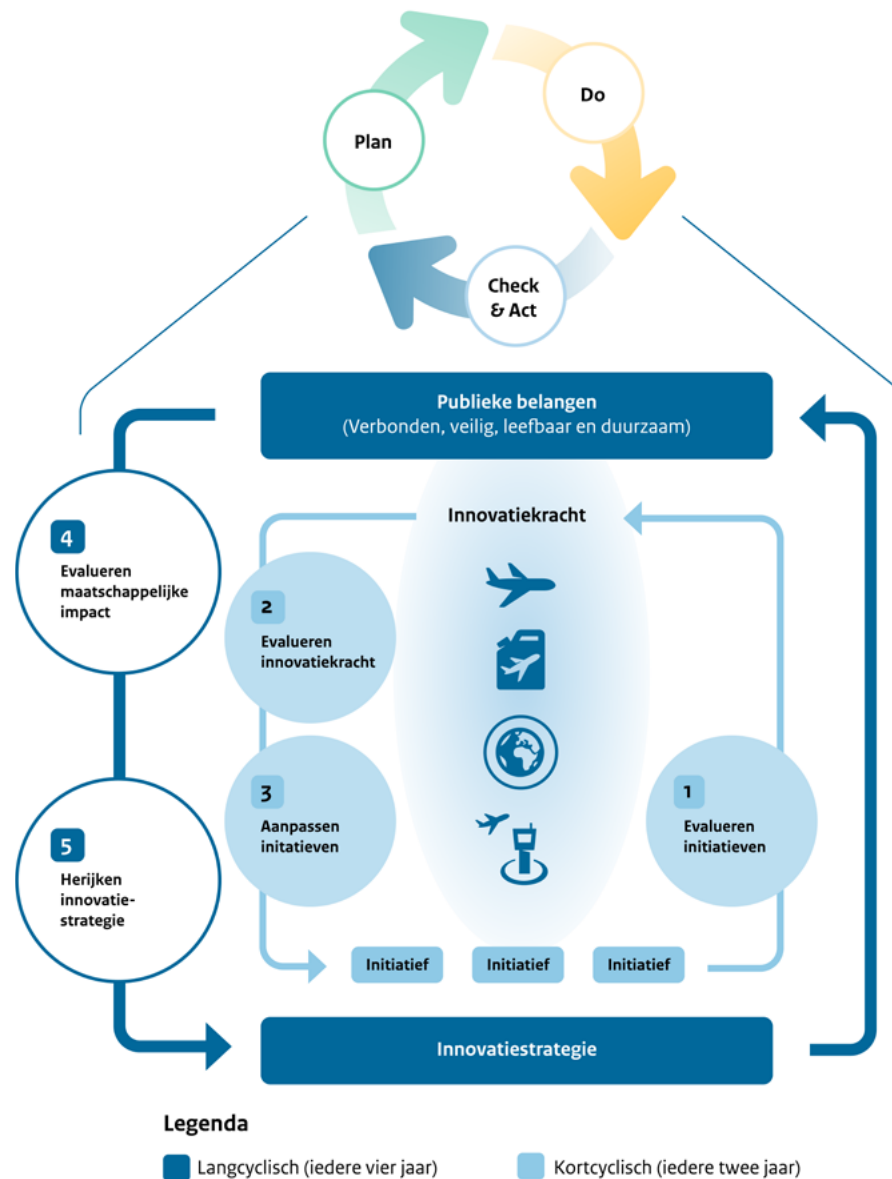 Plan
Do
Check
& Act
Publieke belangen
(Verbonden, veilig, leefbaar en duurzaam)
Innovatiekracht
4
Evalueren
maatschappelijke
impact
2
Evalueren
innovatiekracht
3
Aanpassen
initatieven
1
Evalueren
initiatieven
5
Herijken
innovatie-
strategie
Initiatief
Initiatief
Initiatief
Innovatiestrategie
Legenda
Langcyclisch (iedere vier jaar)
Kortcyclisch (iedere twee jaar)